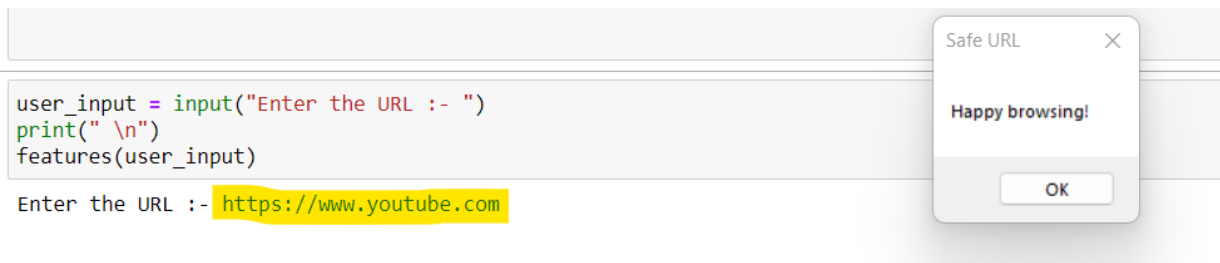 user_input = input("Enter the URL :- ")
print(" \n")
features(user_input)
Enter the URL :- https://www.youtube.com
Safe URL
Happy browsing!
OK